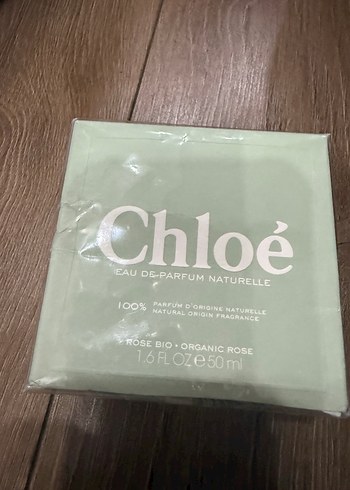 Chloé
EAU DE PARFUM NATURELLE
100% PARFUM D'ORIGINE NATURELLE
NATURAL ORIGIN FRAGRANCE
ROSE BIO • ORGANIC ROSE
1.6 FL OZ ℮ 50 ml